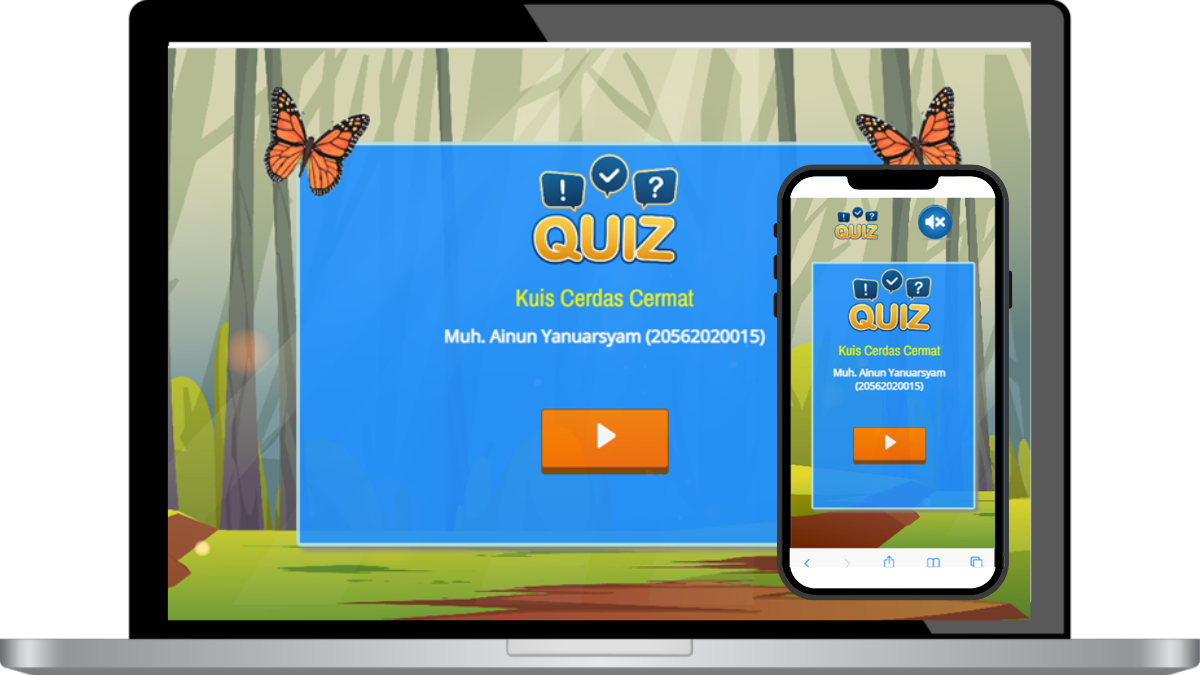 ! ?
QUIZ
Kuis Cerdas Cermat
Muh. Ainun Yanuarsyam (20562020015)
! ?
QUIZ
! ?
QUIZ
Kuis Cerdas Cermat
Muh. Ainun Yanuarsyam
(20562020015)